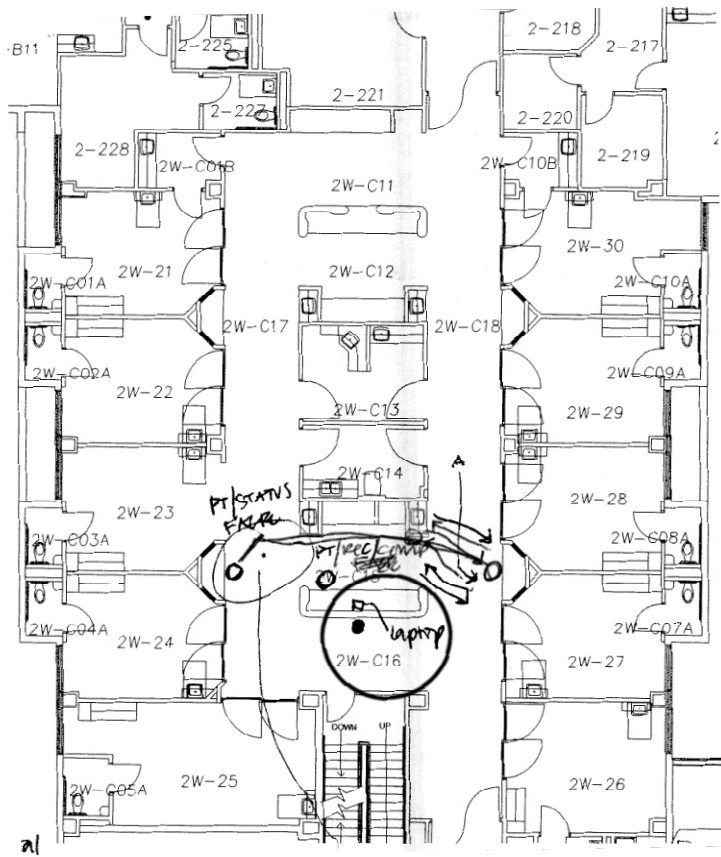 -B11
2-225
2-218
2-217
2-227
2-221
2-220
2-228
2W-C01B
2W-C10B
2-219
2W-C11
2W-30
2W-21
2W-C12
2W-C01A
2W-C10A
2W-C17
2W-C18
2W-C02A
2W-C09A
2W-22
2W-C13
2W-29
2W-C14
A
PT/STATUS
2W-23
2W-28
PT/REC/COMP
2W-C03A
2W-C08A
2W-C04A
2W-C07A
2W-24
laptop
2W-C16
2W-27
DOWN
UP
2W-C05A
2W-25
2W-26
a)